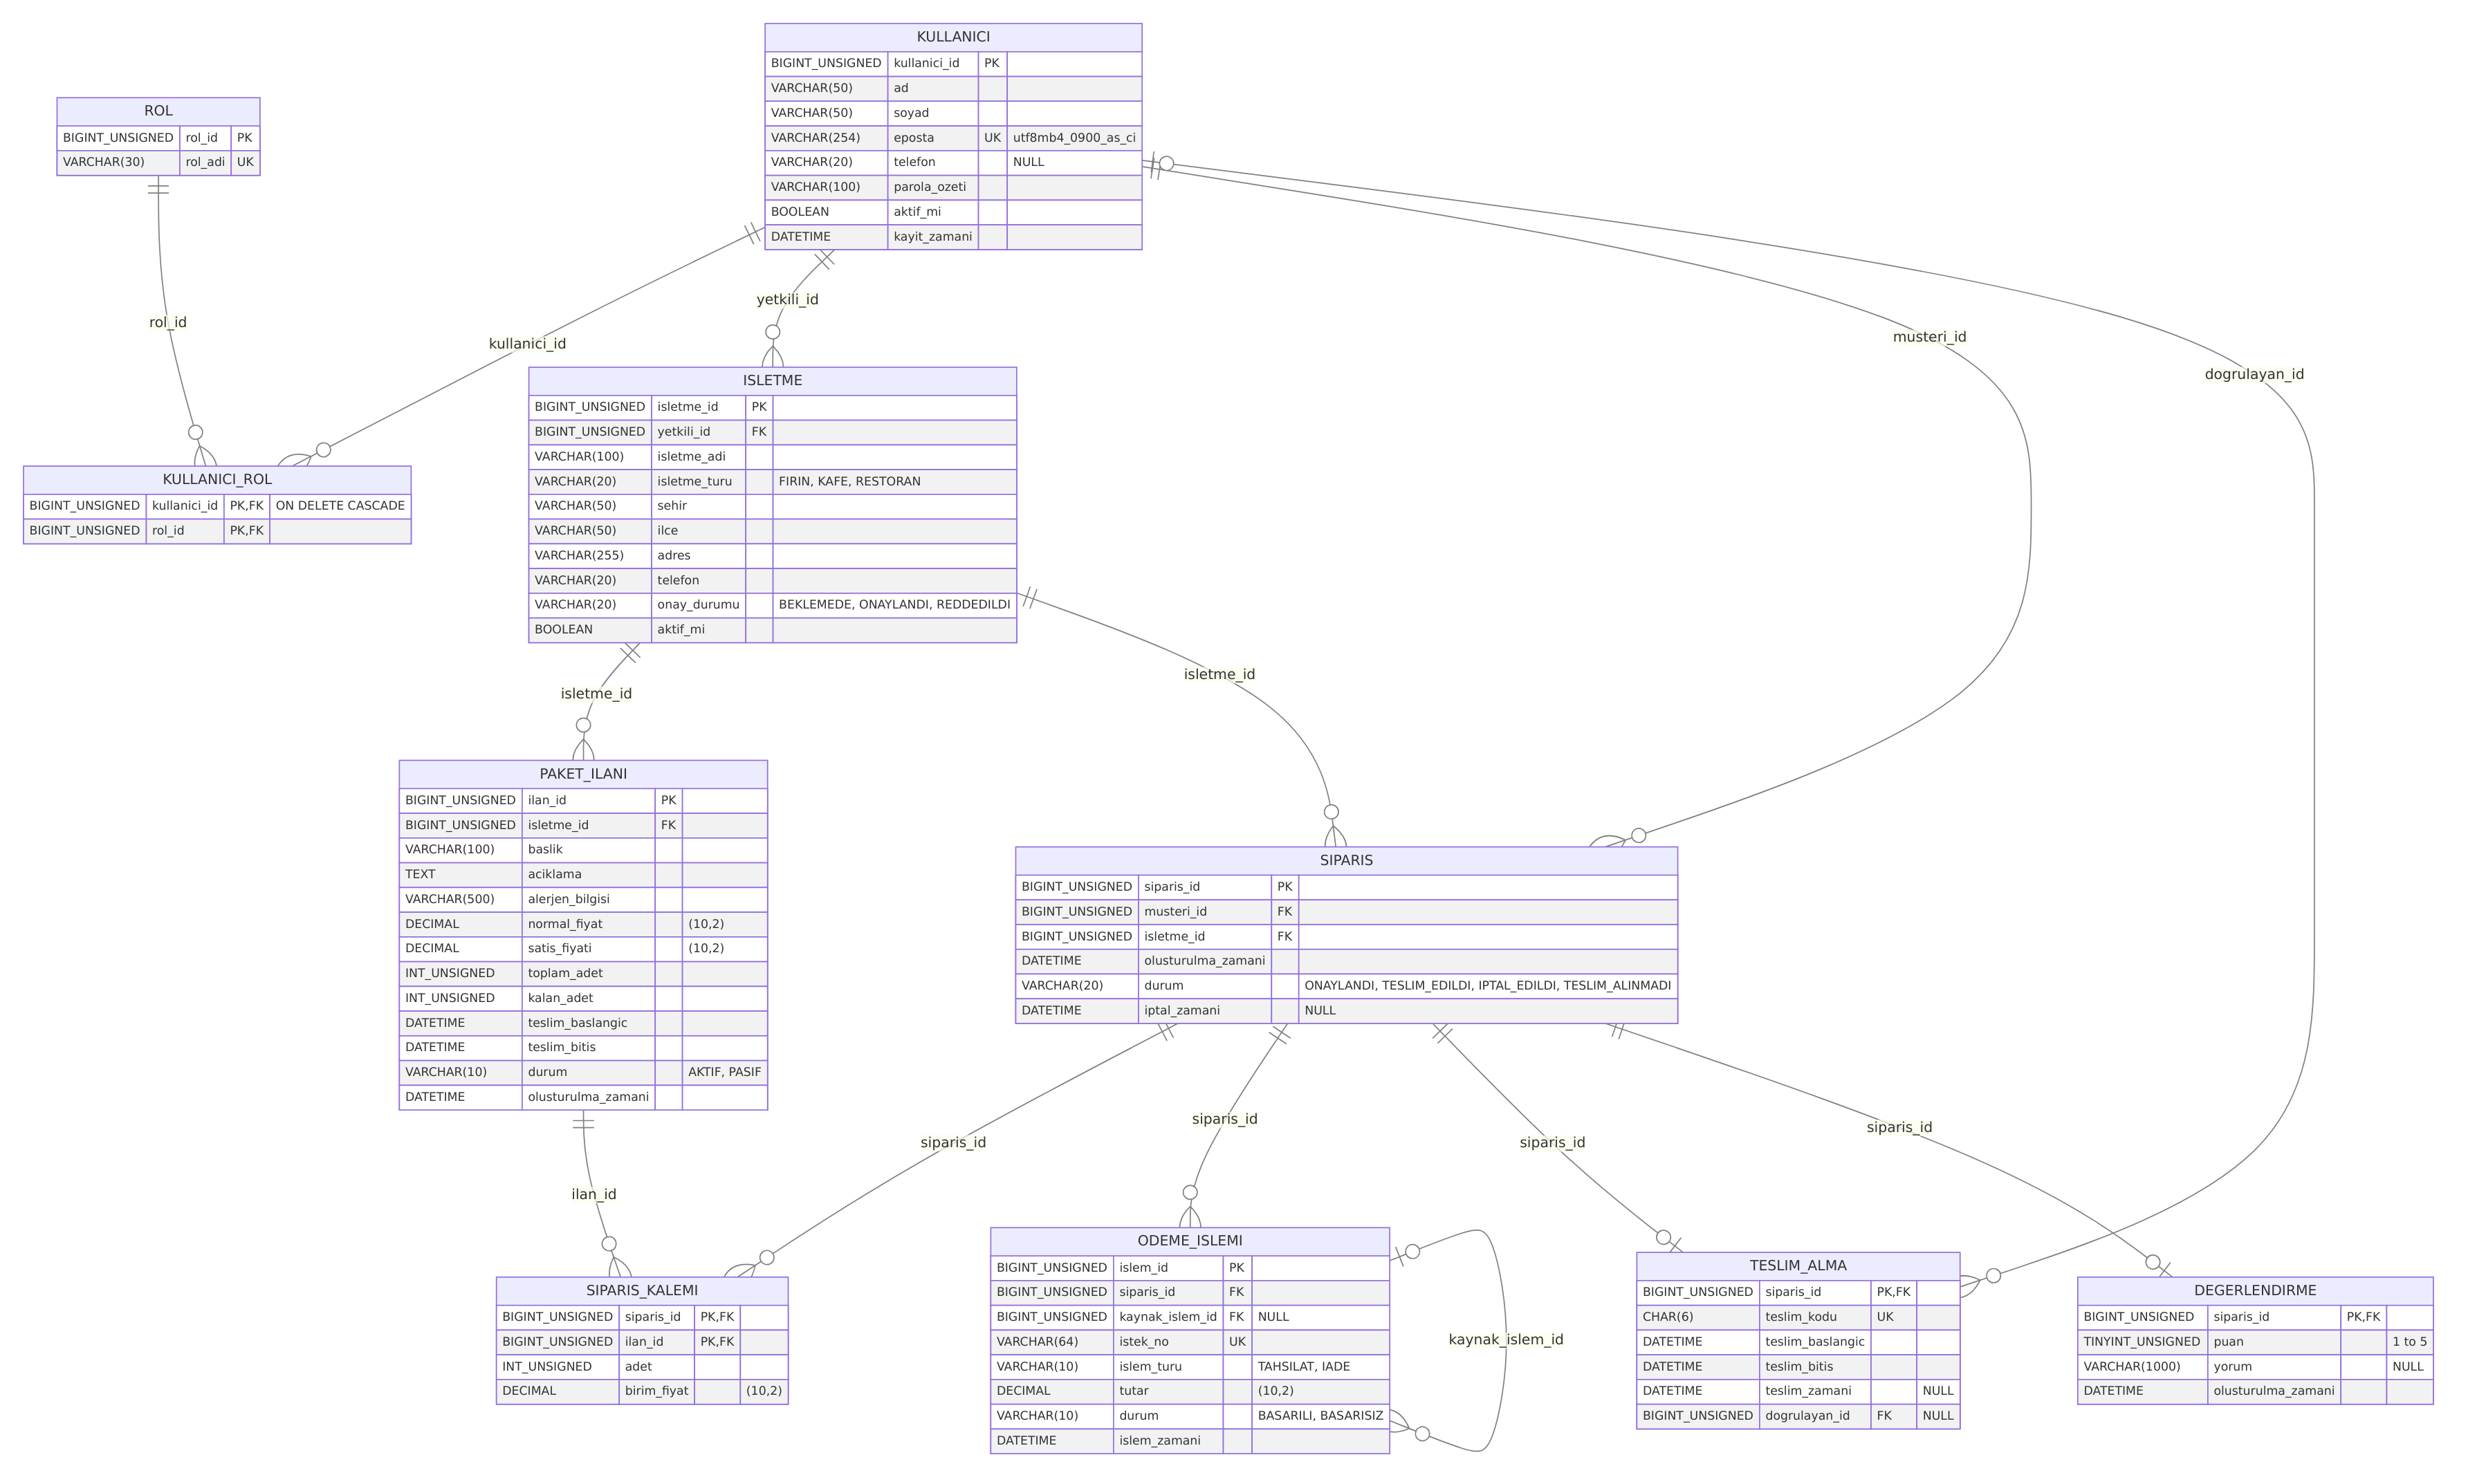 KULLANICI
BIGINT_UNSIGNED kullanici_id PK
VARCHAR(50) ad
VARCHAR(50) soyad
VARCHAR(254) eposta UK utf8mb4_0900_as_ci
VARCHAR(20) telefon NULL
VARCHAR(100) parola_ozeti
BOOLEAN aktif_mi
DATETIME kayit_zamani
ROL
BIGINT_UNSIGNED rol_id PK
VARCHAR(30) rol_adi UK
rol_id
kullanici_id
yetkili_id
musteri_id
dogrulayan_id
KULLANICI_ROL
BIGINT_UNSIGNED kullanici_id PK,FK ON DELETE CASCADE
BIGINT_UNSIGNED rol_id PK,FK
ISLETME
BIGINT_UNSIGNED isletme_id PK
BIGINT_UNSIGNED yetkili_id FK
VARCHAR(100) isletme_adi
VARCHAR(20) isletme_turu FIRIN, KAFE, RESTORAN
VARCHAR(50) sehir
VARCHAR(50) ilce
VARCHAR(255) adres
VARCHAR(20) telefon
VARCHAR(20) onay_durumu BEKLEMEDE, ONAYLANDI, REDDEDILDI
BOOLEAN aktif_mi
isletme_id
isletme_id
PAKET_ILANI
BIGINT_UNSIGNED ilan_id PK
BIGINT_UNSIGNED isletme_id FK
VARCHAR(100) baslik
TEXT aciklama
VARCHAR(500) alerjen_bilgisi
DECIMAL normal_fiyat (10,2)
DECIMAL satis_fiyati (10,2)
INT_UNSIGNED toplam_adet
INT_UNSIGNED kalan_adet
DATETIME teslim_baslangic
DATETIME teslim_bitis
VARCHAR(10) durum AKTIF, PASIF
DATETIME olusturulma_zamani
SIPARIS
BIGINT_UNSIGNED siparis_id PK
BIGINT_UNSIGNED musteri_id FK
BIGINT_UNSIGNED isletme_id FK
DATETIME olusturulma_zamani
VARCHAR(20) durum ONAYLANDI, TESLIM_EDILDI, IPTAL_EDILDI, TESLIM_ALINMADI
DATETIME iptal_zamani NULL
ilan_id
siparis_id
siparis_id
siparis_id
siparis_id
SIPARIS_KALEMI
BIGINT_UNSIGNED siparis_id PK,FK
BIGINT_UNSIGNED ilan_id PK,FK
INT_UNSIGNED adet
DECIMAL birim_fiyat (10,2)
ODEME_ISLEMI
BIGINT_UNSIGNED islem_id PK
BIGINT_UNSIGNED siparis_id FK
BIGINT_UNSIGNED kaynak_islem_id FK NULL
VARCHAR(64) istek_no UK
VARCHAR(10) islem_turu TAHSILAT, IADE
DECIMAL tutar (10,2)
VARCHAR(10) durum BASARILI, BASARISIZ
DATETIME islem_zamani
kaynak_islem_id
TESLIM_ALMA
BIGINT_UNSIGNED siparis_id PK,FK
CHAR(6) teslim_kodu UK
DATETIME teslim_baslangic
DATETIME teslim_bitis
DATETIME teslim_zamani NULL
BIGINT_UNSIGNED dogrulayan_id FK NULL
DEGERLENDIRME
BIGINT_UNSIGNED siparis_id PK,FK
TINYINT_UNSIGNED puan 1 to 5
VARCHAR(1000) yorum NULL
DATETIME olusturulma_zamani